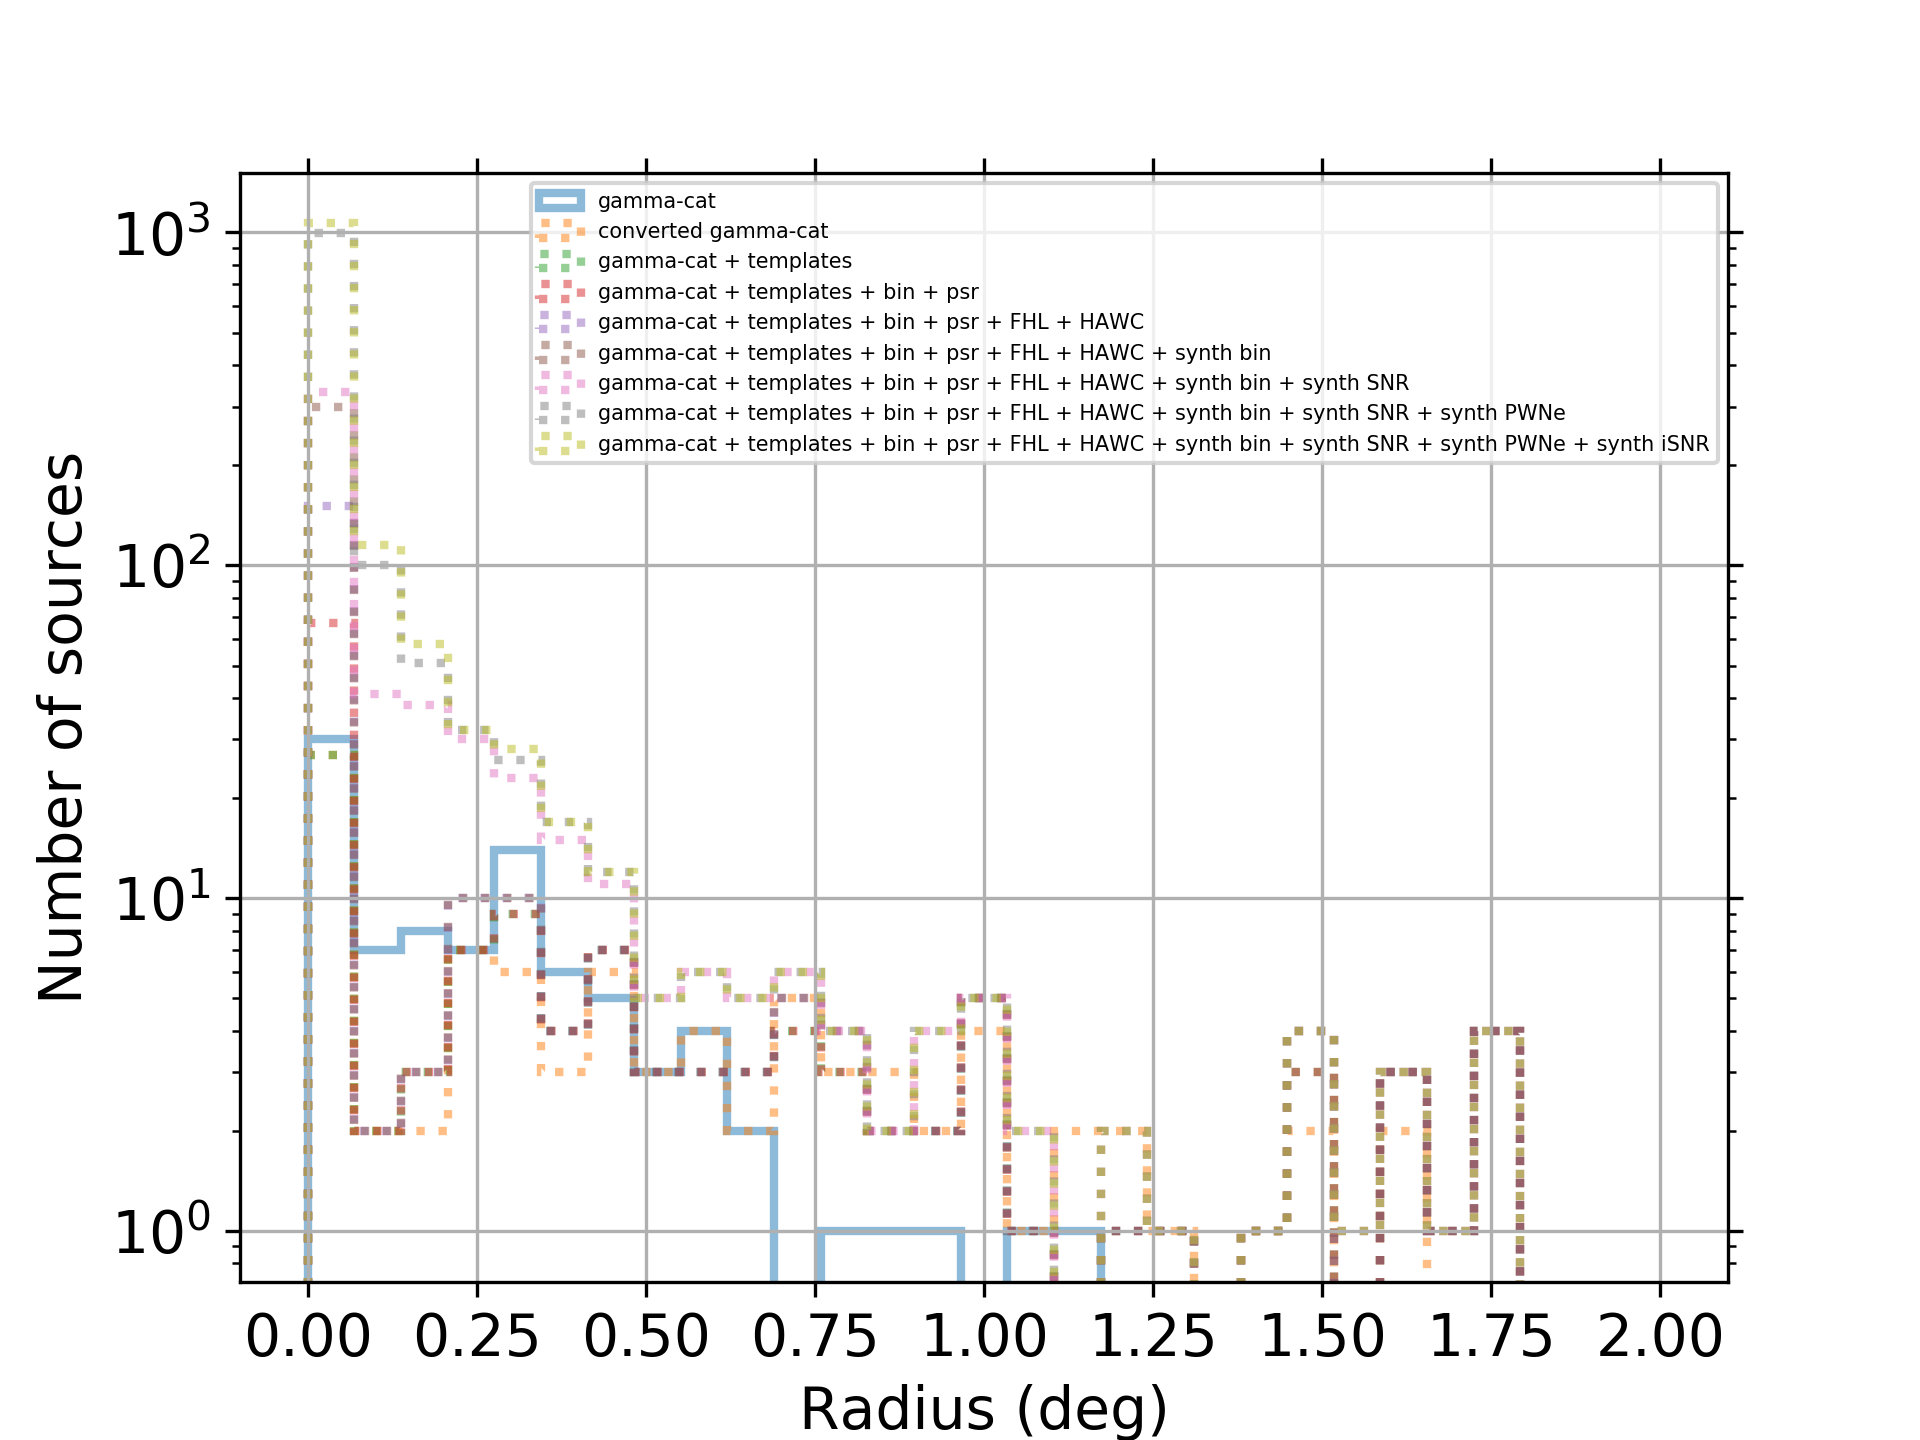 gamma-cat
converted gamma-cat
gamma-cat + templates
gamma-cat + templates + bin + psr
gamma-cat + templates + bin + psr + FHL + HAWC
gamma-cat + templates + bin + psr + FHL + HAWC + synth bin
gamma-cat + templates + bin + psr + FHL + HAWC + synth bin + synth SNR
gamma-cat + templates + bin + psr + FHL + HAWC + synth bin + synth SNR + synth PWNe
gamma-cat + templates + bin + psr + FHL + HAWC + synth bin + synth SNR + synth PWNe + synth iSNR
10³
10²
10¹
10⁰
Number of sources
0.00 0.25 0.50 0.75 1.00 1.25 1.50 1.75 2.00
Radius (deg)